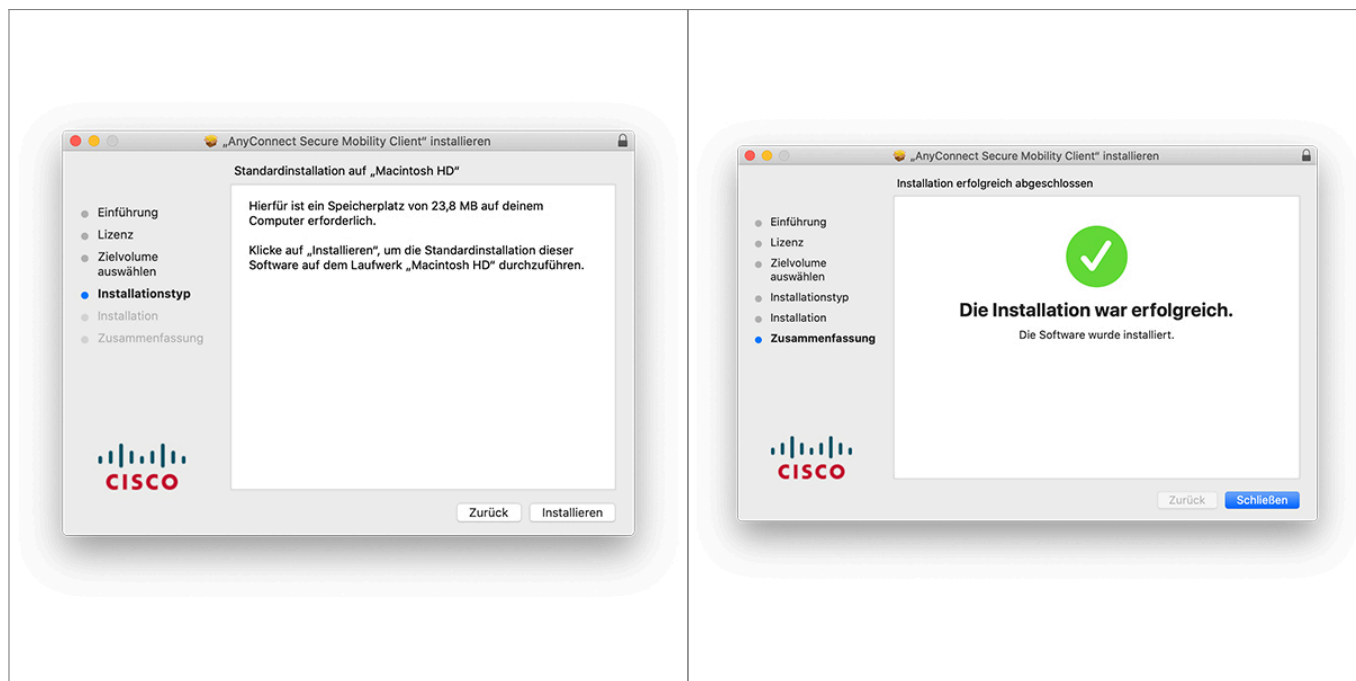 „AnyConnect Secure Mobility Client“ installieren
Standardinstallation auf „Macintosh HD“
Einführung
Lizenz
Zielvolume
auswählen
Installationstyp
Installation
Zusammenfassung
Hierfür ist ein Speicherplatz von 23,8 MB auf deinem
Computer erforderlich.
Klicke auf „Installieren“, um die Standardinstallation dieser
Software auf dem Laufwerk „Macintosh HD“ durchzuführen.
CISCO
Zurück
Installieren
„AnyConnect Secure Mobility Client“ installieren
Installation erfolgreich abgeschlossen
Einführung
Lizenz
Zielvolume
auswählen
Installationstyp
Installation
Zusammenfassung
Die Installation war erfolgreich.
Die Software wurde installiert.
CISCO
Zurück
Schließen